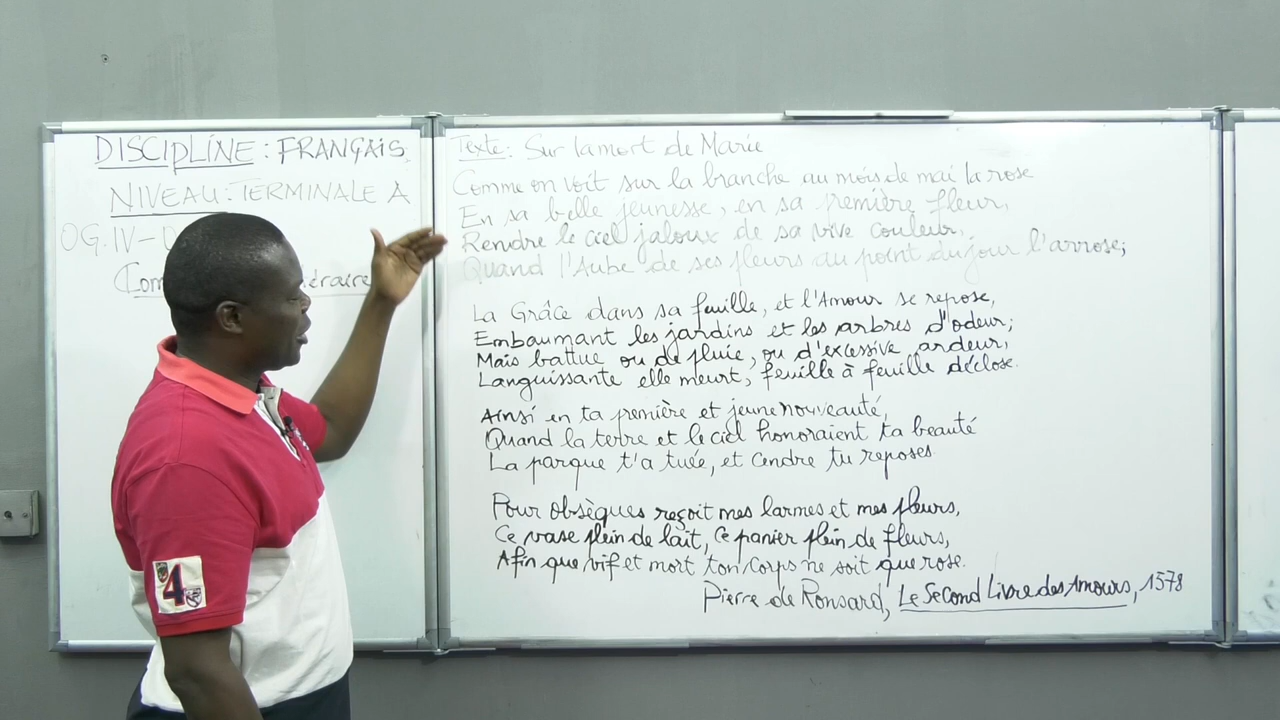 DISCIPLINE : FRANÇAIS
NIVEAU : TERMINALE A
OG.IV-
Texte : Sur la mort de Marie
Comme on voit sur la branche au mois de mai la rose
En sa belle jeunesse, en sa première fleur,
Rendre le ciel jaloux de sa vive couleur,
Quand l'Aube de ses fleurs au point du jour l'arrose;
La Grâce dans sa feuille, et l'Amour se repose,
Embaumant les jardins et les arbres d'odeur;
Mais battue ou de pluie, ou d'excessive ardeur,
Languissante elle meurt, feuille à feuille déclose.
Ainsi en ta première et jeune nouveauté,
Quand la terre et le ciel honoraient ta beauté
La parque t'a tuée, et cendre tu reposes
Pour obsèques reçoit mes larmes et mes pleurs,
Ce vase plein de lait, ce panier plein de fleurs,
Afin que vif et mort ton corps ne soit que rose.
Pierre de Ronsard, Le Second Livre des Amours, 1578
4